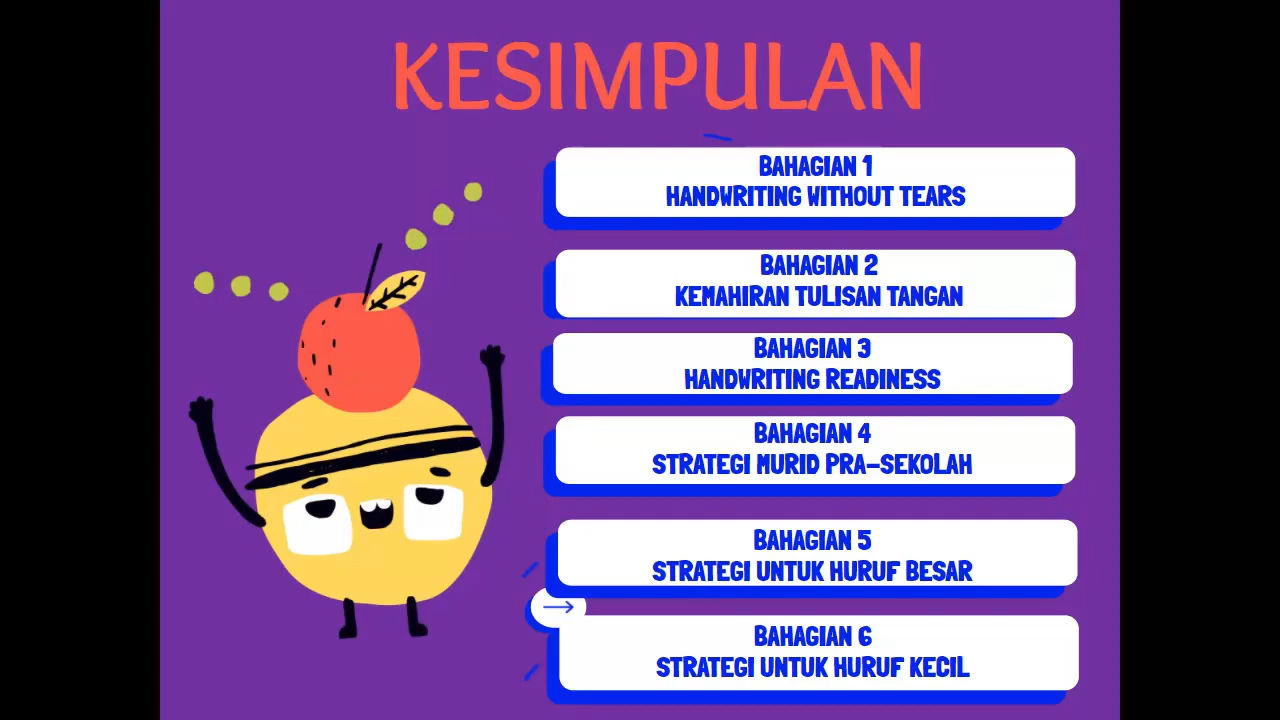 KESIMPULAN
BAHAGIAN 1
HANDWRITING WITHOUT TEARS
BAHAGIAN 2
KEMAHIRAN TULISAN TANGAN
BAHAGIAN 3
HANDWRITING READINESS
BAHAGIAN 4
STRATEGI MURID PRA-SEKOLAH
BAHAGIAN 5
STRATEGI UNTUK HURUF BESAR
BAHAGIAN 6
STRATEGI UNTUK HURUF KECIL